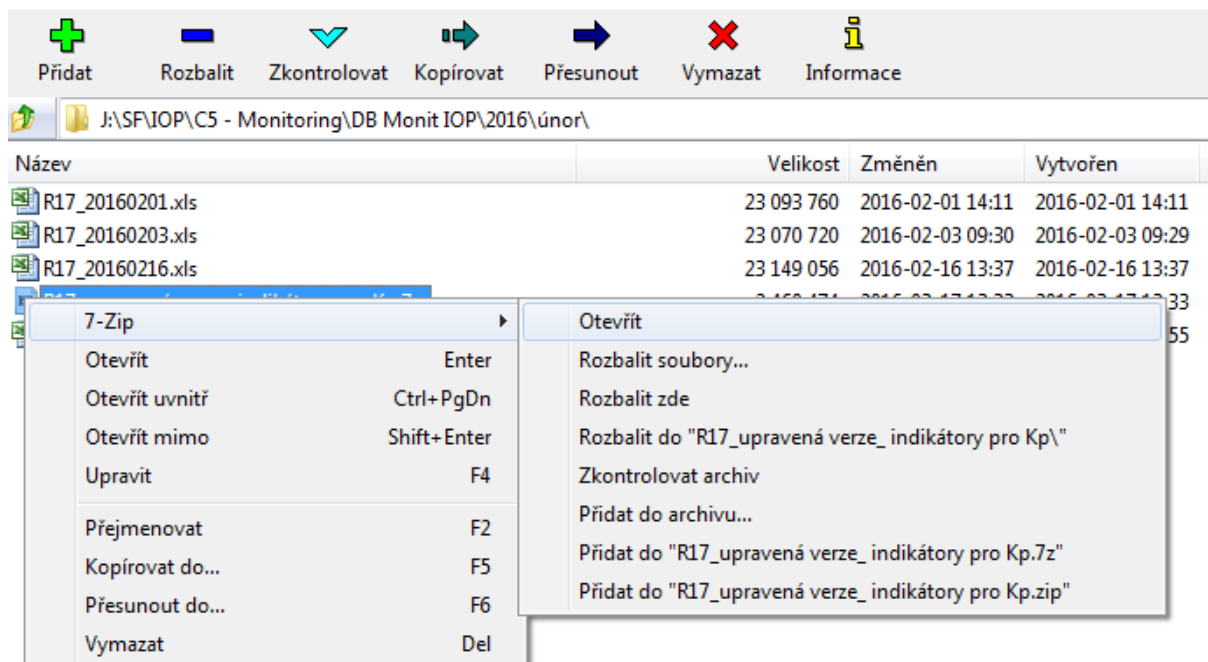 Přidat Rozbalit Zkontrolovat Kopírovat Přesunout Vymazat Informace
J:\SF\IOP\C5 - Monitoring\DB Monit IOP\2016\únor\
Název Velikost Změněn Vytvořen
R17_20160201.xls 23 093 760 2016-02-01 14:11 2016-02-01 14:11
R17_20160203.xls 23 070 720 2016-02-03 09:30 2016-02-03 09:29
R17_20160216.xls 23 149 056 2016-02-16 13:37 2016-02-16 13:37
33
55
7-Zip
Otevřít Enter
Otevřít uvnitř Ctrl+PgDn
Otevřít mimo Shift+Enter
Upravit F4
Přejmenovat F2
Kopírovat do... F5
Přesunout do... F6
Vymazat Del
Otevřít
Rozbalit soubory...
Rozbalit zde
Rozbalit do "R17_upravená verze_ indikátory pro Kp\"
Zkontrolovat archiv
Přidat do archivu...
Přidat do "R17_upravená verze_ indikátory pro Kp.7z"
Přidat do "R17_upravená verze_ indikátory pro Kp.zip"